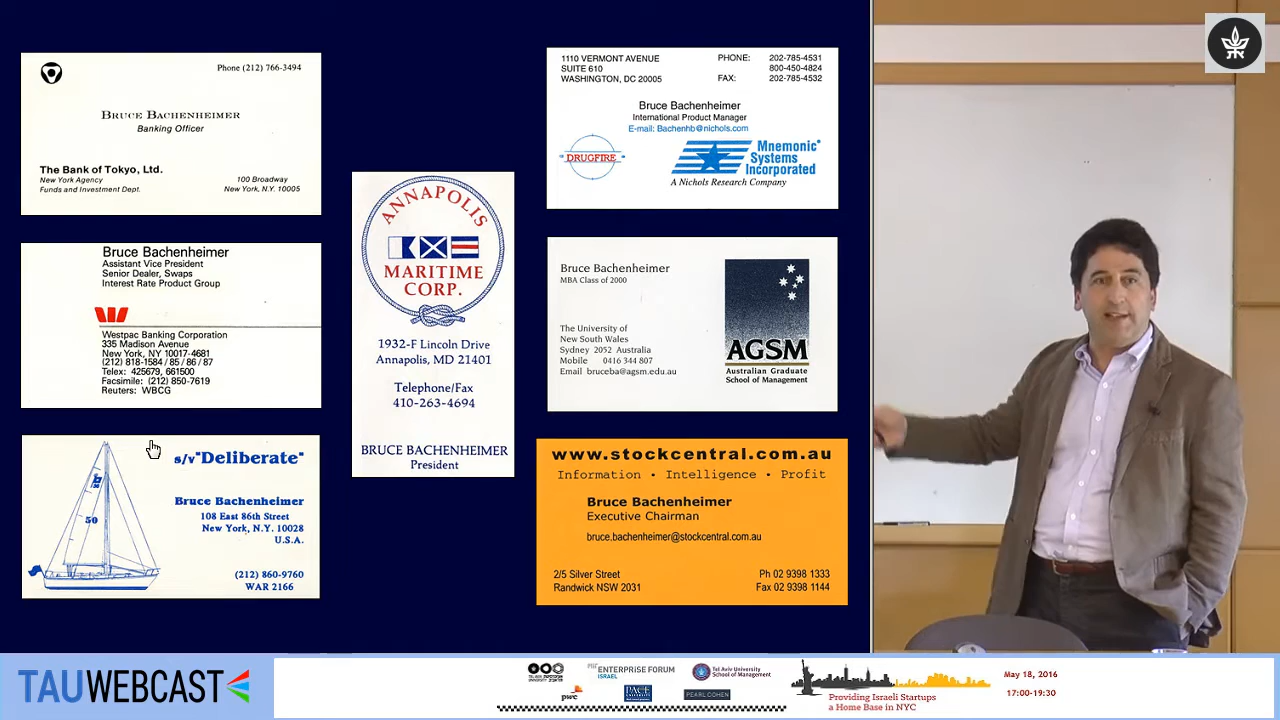 Phone (212) 766-3494
BRUCE BACHENHEIMER
Banking Officer
The Bank of Tokyo, Ltd.
New York Agency
Funds and Investment Dept.
100 Broadway
New York, N.Y. 10005
Bruce Bachenheimer
Assistant Vice President
Senior Dealer, Swaps
Interest Rate Product Group
Westpac Banking Corporation
335 Madison Avenue
New York, NY 10017-4681
(212) 818-1584 / 85 / 86 / 87
Telex: 425679, 661500
Facsimile: (212) 850-7619
Reuters: WBCG
s/v"Deliberate"
50
Bruce Bachenheimer
108 East 86th Street
New York, N.Y. 10028
U.S.A.
(212) 860-9760
WAR 2166
ANNAPOLIS
MARITIME
CORP.
1932-F Lincoln Drive
Annapolis, MD 21401
Telephone/Fax
410-263-4694
BRUCE BACHENHEIMER
President
1110 VERMONT AVENUE
SUITE 610
WASHINGTON, DC 20005
PHONE: 202-785-4531
800-450-4824
FAX: 202-785-4532
Bruce Bachenheimer
International Product Manager
E-mail: Bachenhb@nichols.com
DRUGFIRE
Mnemonic
Systems
Incorporated
A Nichols Research Company
Bruce Bachenheimer
MBA Class of 2000
The University of
New South Wales
Sydney 2052 Australia
Mobile 0416 344 807
Email bruceba@agsm.edu.au
AGSM
Australian Graduate
School of Management
www.stockcentral.com.au
Information • Intelligence • Profit
Bruce Bachenheimer
Executive Chairman
bruce.bachenheimer@stockcentral.com.au
2/5 Silver Street
Randwick NSW 2031
Ph 02 9398 1333
Fax 02 9398 1144
TAUWEBCAST
ENTERPRISE FORUM
ISRAEL
Tel Aviv University
School of Management
pwc
PACE
PEARL COHEN
Providing Israeli Startups
a Home Base in NYC
May 18, 2016
17:00-19:30